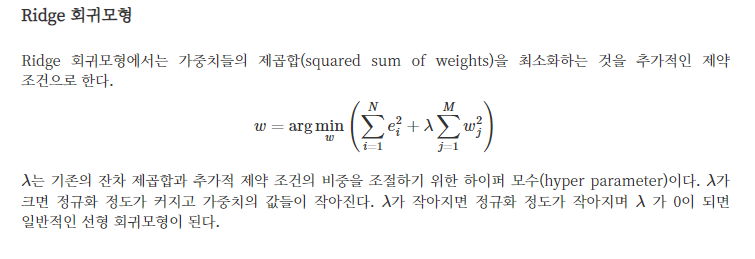 Ridge 회귀모형
Ridge 회귀모형에서는 가중치들의 제곱합(squared sum of weights)을 최소화하는 것을 추가적인 제약
조건으로 한다.
w = arg min_w ( ∑_{i=1}^{N} e_i^2 + λ ∑_{j=1}^{M} w_j^2 )
λ는 기존의 잔차 제곱합과 추가적 제약 조건의 비중을 조절하기 위한 하이퍼 모수(hyper parameter)이다. λ가
크면 정규화 정도가 커지고 가중치의 값들이 작아진다. λ가 작아지면 정규화 정도가 작아지며 λ 가 0이 되면
일반적인 선형 회귀모형이 된다.